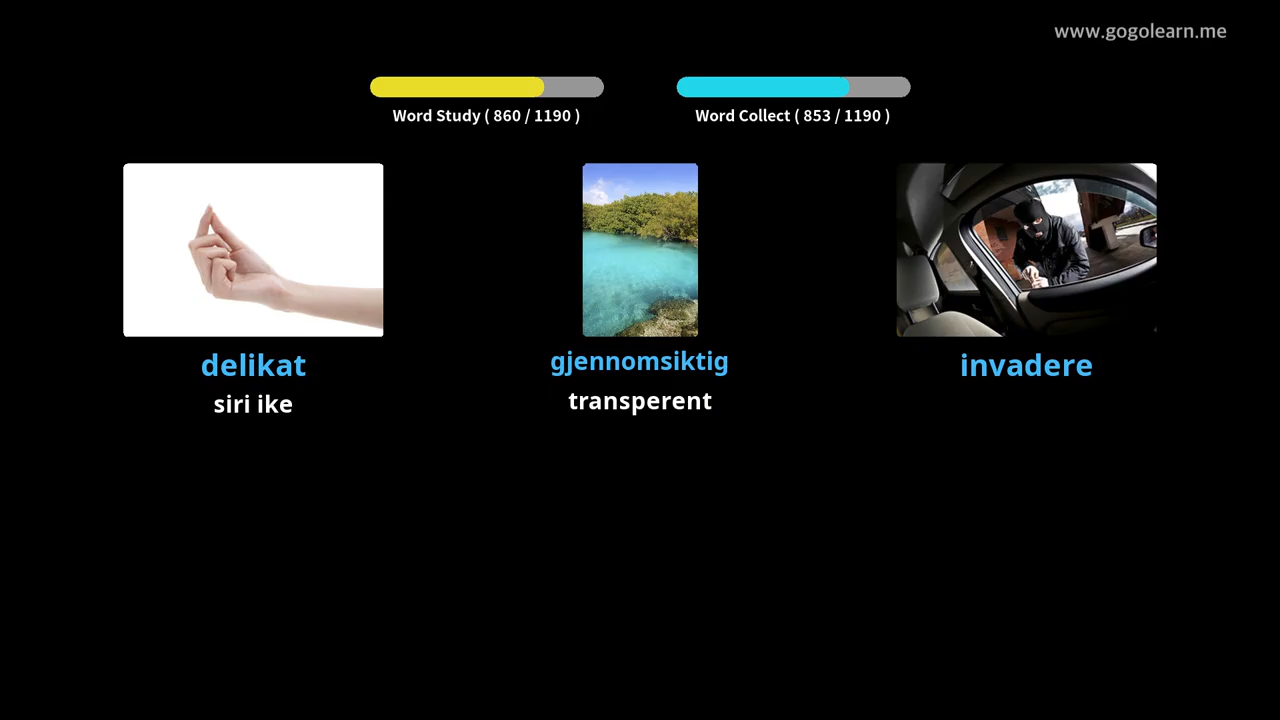 www.gogolearn.me
Word Study ( 860 / 1190 )
Word Collect ( 853 / 1190 )
delikat
gjennomsiktig
invadere
siri ike
transperent